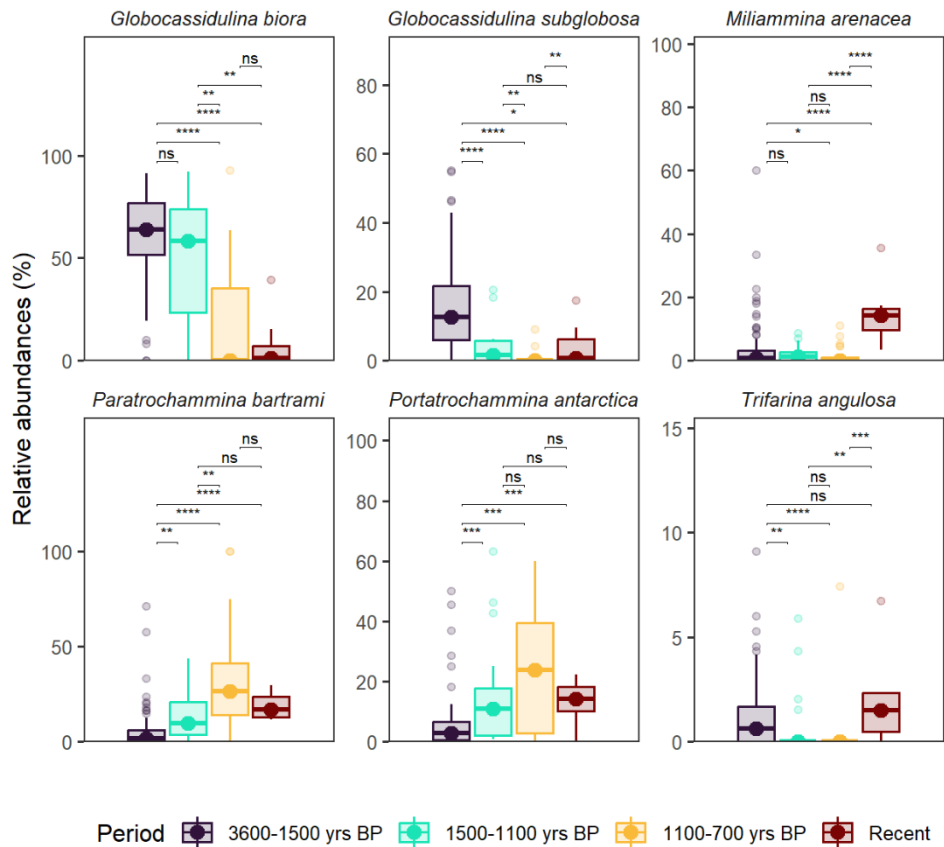 Globocassidulina biora
Globocassidulina subglobosa
Miliammina arenacea
Relative abundances (%)
100
50
0
ns
**
**
****
****
ns
80
60
40
20
0
**
ns
**
*
****
****
100
80
60
40
20
0
****
****
ns
****
*
ns
Paratrochammina bartrami
Portatrochammina antarctica
Trifarina angulosa
100
50
0
ns
ns
**
****
****
**
100
80
60
40
20
0
ns
ns
ns
***
***
***
15
10
5
0
***
**
ns
ns
****
**
Period 3600-1500 yrs BP 1500-1100 yrs BP 1100-700 yrs BP Recent